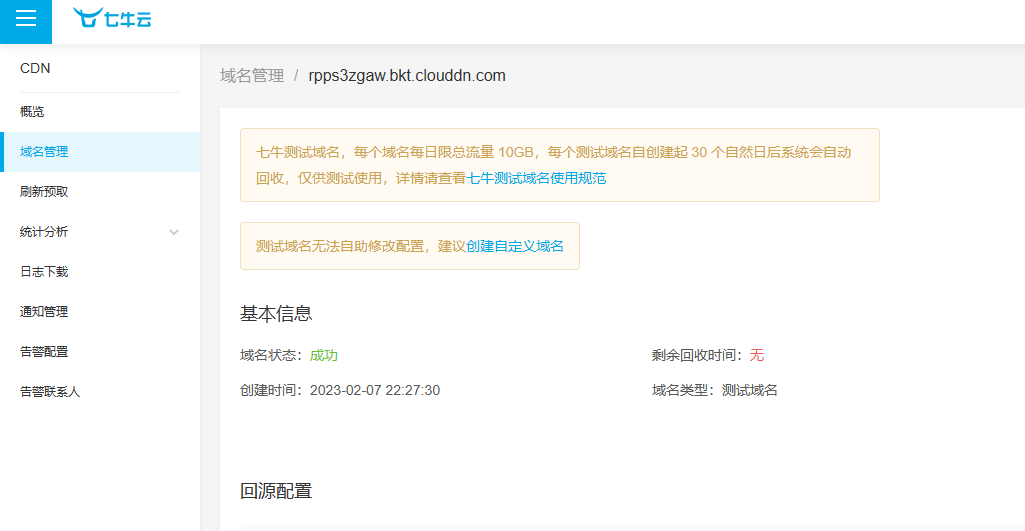 七牛云
CDN
概览
域名管理
刷新预取
统计分析
日志下载
通知管理
告警配置
告警联系人
域名管理 / rpps3zgaw.bkt.clouddn.com
七牛测试域名，每个域名每日限总流量 10GB，每个测试域名自创建起 30 个自然日后系统会自动
回收，仅供测试使用，详情请查看七牛测试域名使用规范
测试域名无法自助修改配置，建议创建自定义域名
基本信息
域名状态：成功
剩余回收时间：无
创建时间：2023-02-07 22:27:30
域名类型：测试域名
回源配置